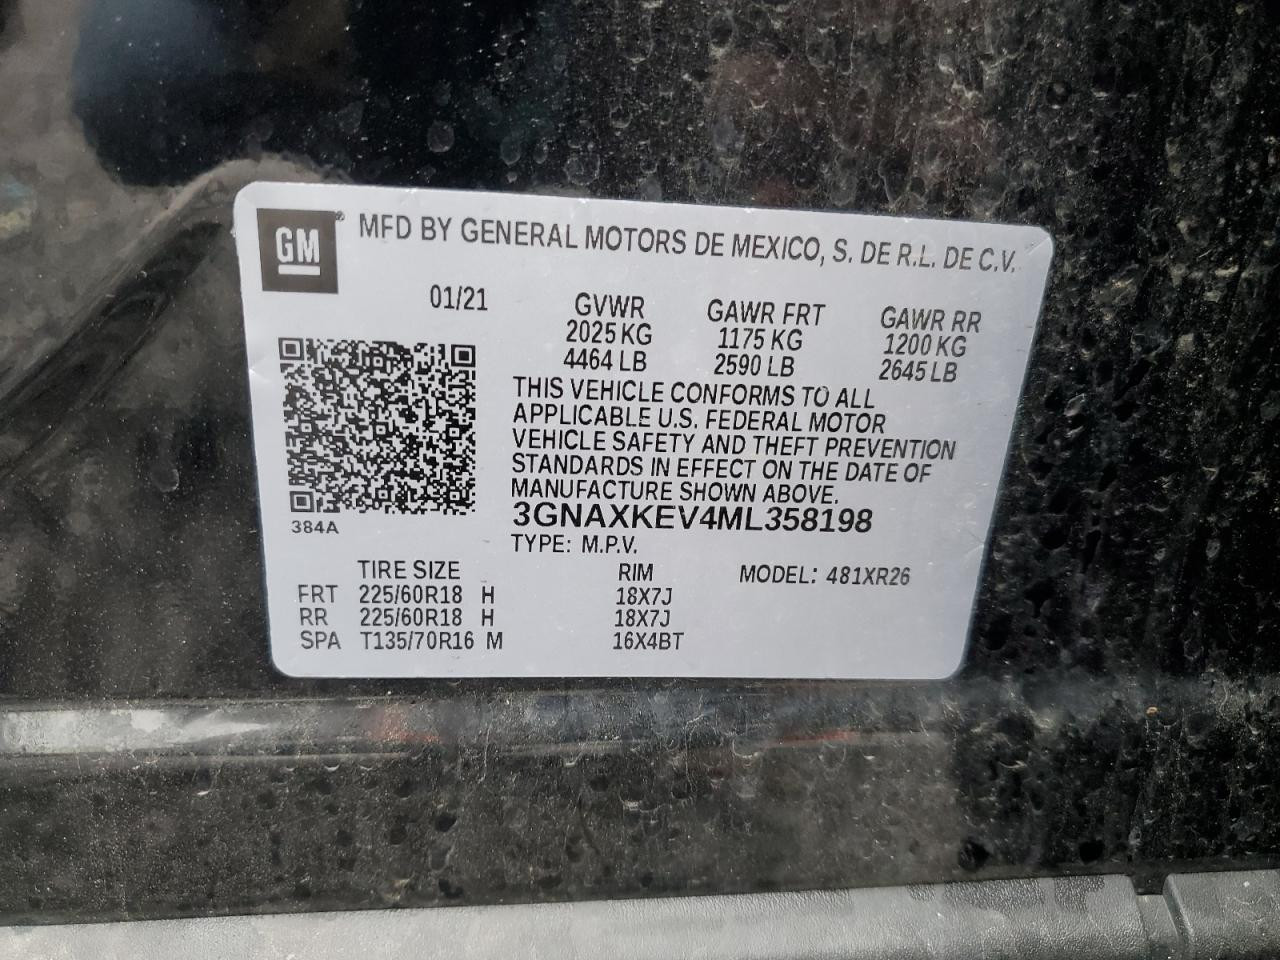 GM® MFD BY GENERAL MOTORS DE MEXICO, S. DE R.L. DE C.V.
01/21 GVWR GAWR FRT GAWR RR
2025 KG 1175 KG 1200 KG
4464 LB 2590 LB 2645 LB
THIS VEHICLE CONFORMS TO ALL
APPLICABLE U.S. FEDERAL MOTOR
VEHICLE SAFETY AND THEFT PREVENTION
STANDARDS IN EFFECT ON THE DATE OF
MANUFACTURE SHOWN ABOVE.
384A 3GNAXKEV4ML358198
TYPE: M.P.V.
TIRE SIZE RIM MODEL: 481XR26
FRT 225/60R18 H 18X7J
RR 225/60R18 H 18X7J
SPA T135/70R16 M 16X4BT